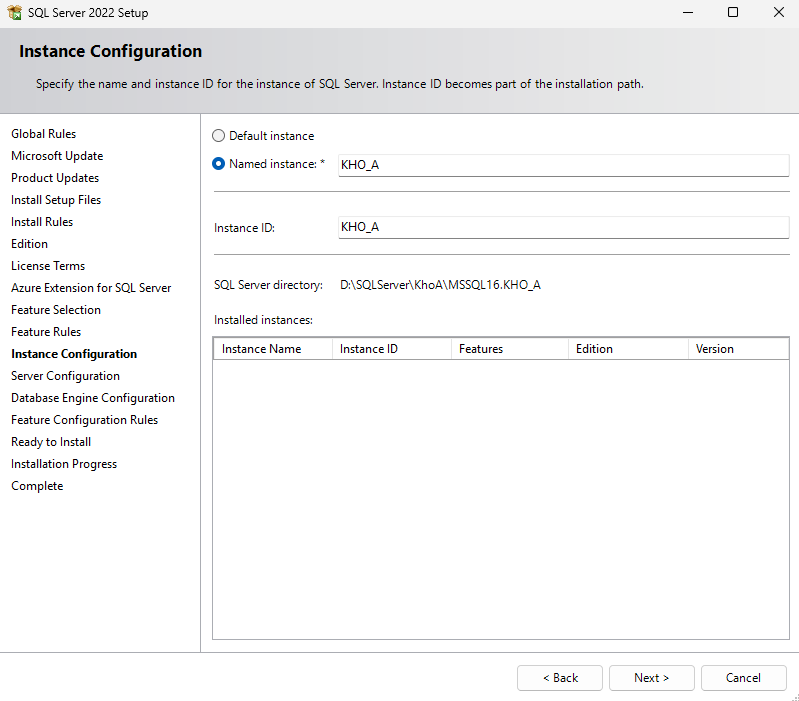 SQL Server 2022 Setup
Instance Configuration
Specify the name and instance ID for the instance of SQL Server. Instance ID becomes part of the installation path.
Global Rules
Microsoft Update
Product Updates
Install Setup Files
Install Rules
Edition
License Terms
Azure Extension for SQL Server
Feature Selection
Feature Rules
Instance Configuration
Server Configuration
Database Engine Configuration
Feature Configuration Rules
Ready to Install
Installation Progress
Complete
Default instance
Named instance: * KHO_A
Instance ID: KHO_A
SQL Server directory: D:\SQLServer\KhoA\MSSQL16.KHO_A
Installed instances:
Instance Name Instance ID Features Edition Version
< Back Next > Cancel